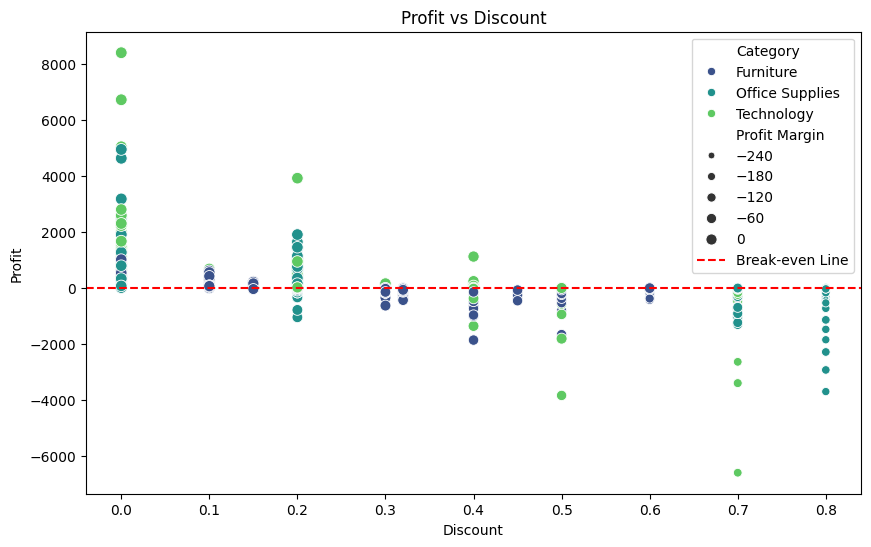 Profit vs Discount
Category
Furniture
Office Supplies
Technology
Profit Margin
−240
−180
−120
−60
0
Break-even Line
Profit
8000
6000
4000
2000
0
−2000
−4000
−6000
0.0 0.1 0.2 0.3 0.4 0.5 0.6 0.7 0.8
Discount